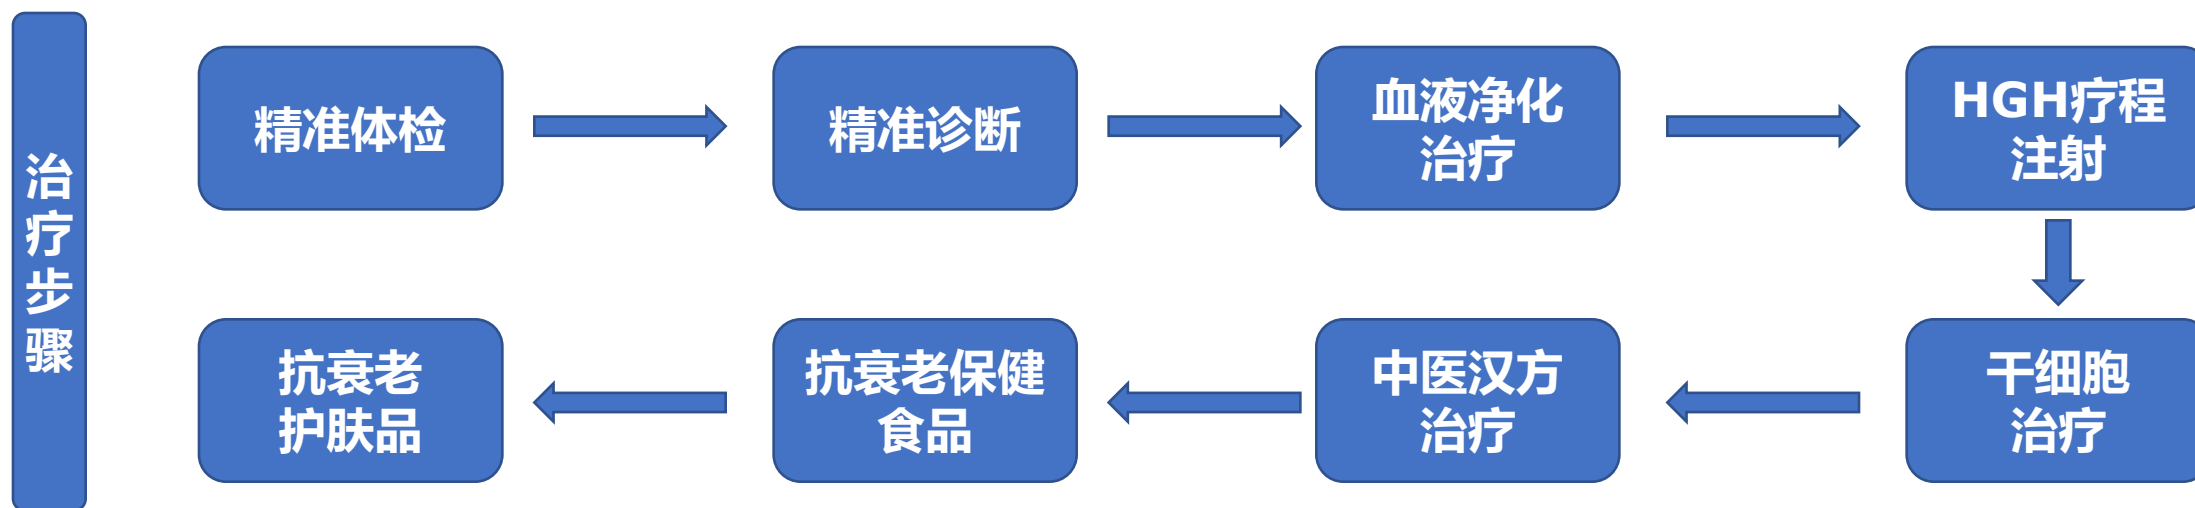 治疗步骤
精准体检
精准诊断
血液净化
治疗
HGH疗程
注射
干细胞
治疗
中医汉方
治疗
抗衰老保健
食品
抗衰老
护肤品